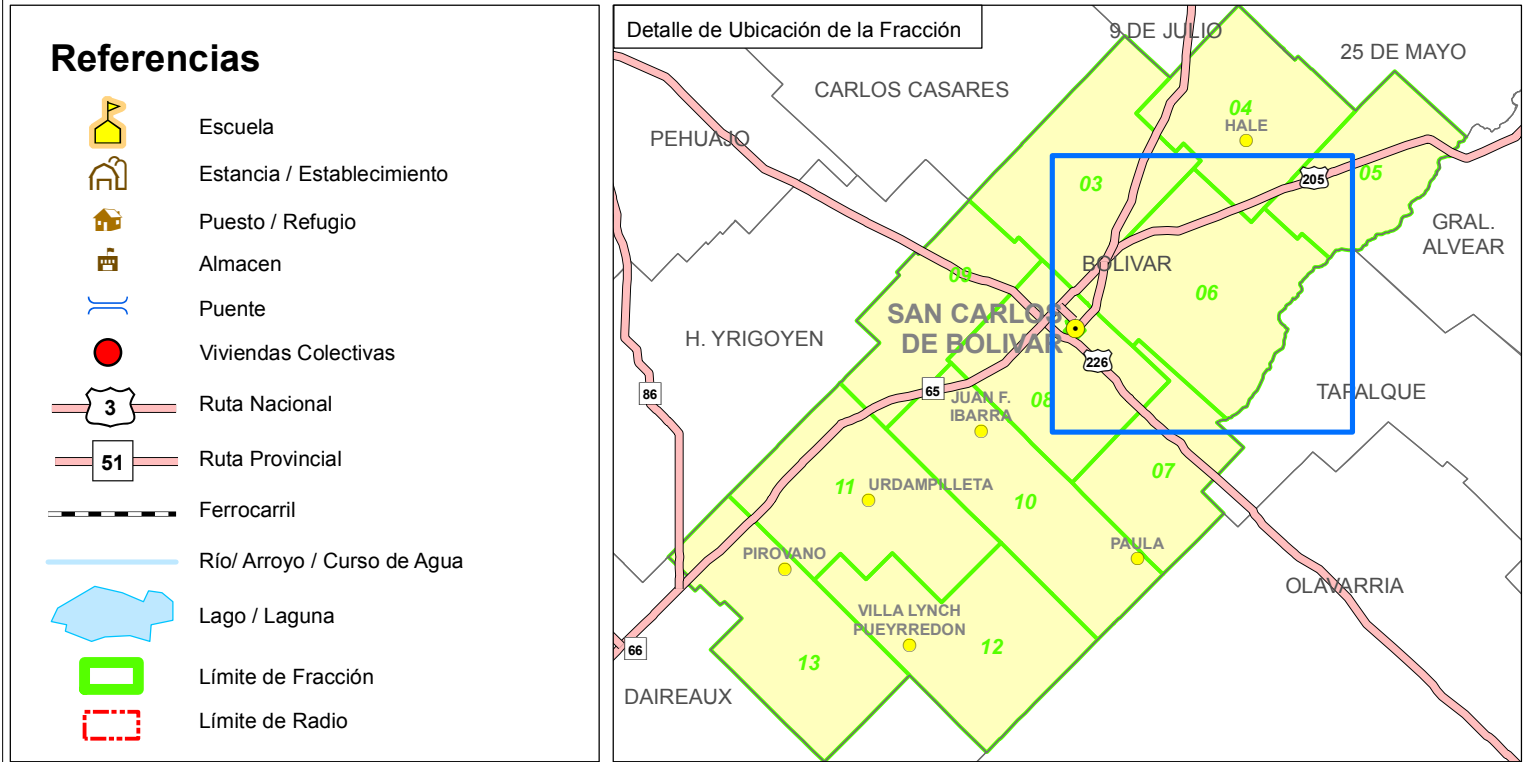 Referencias
Escuela
Estancia / Establecimiento
Puesto / Refugio
Almacen
Puente
Viviendas Colectivas
3
Ruta Nacional
51
Ruta Provincial
Ferrocarril
Río/ Arroyo / Curso de Agua
Lago / Laguna
Límite de Fracción
Límite de Radio
Detalle de Ubicación de la Fracción
9 DE JULIO
25 DE MAYO
CARLOS CASARES
04
HALE
PEHUAJO
205
05
03
GRAL.
ALVEAR
BOLIVAR
09
06
SAN CARLOS
DE BOLIVAR
H. YRIGOYEN
226
86
65
TAPALQUE
JUAN F.
IBARRA
08
07
11
URDAMPILLETA
10
PIROVANO
PAULA
OLAVARRIA
VILLA LYNCH
PUEYRREDON
66
13
12
DAIREAUX